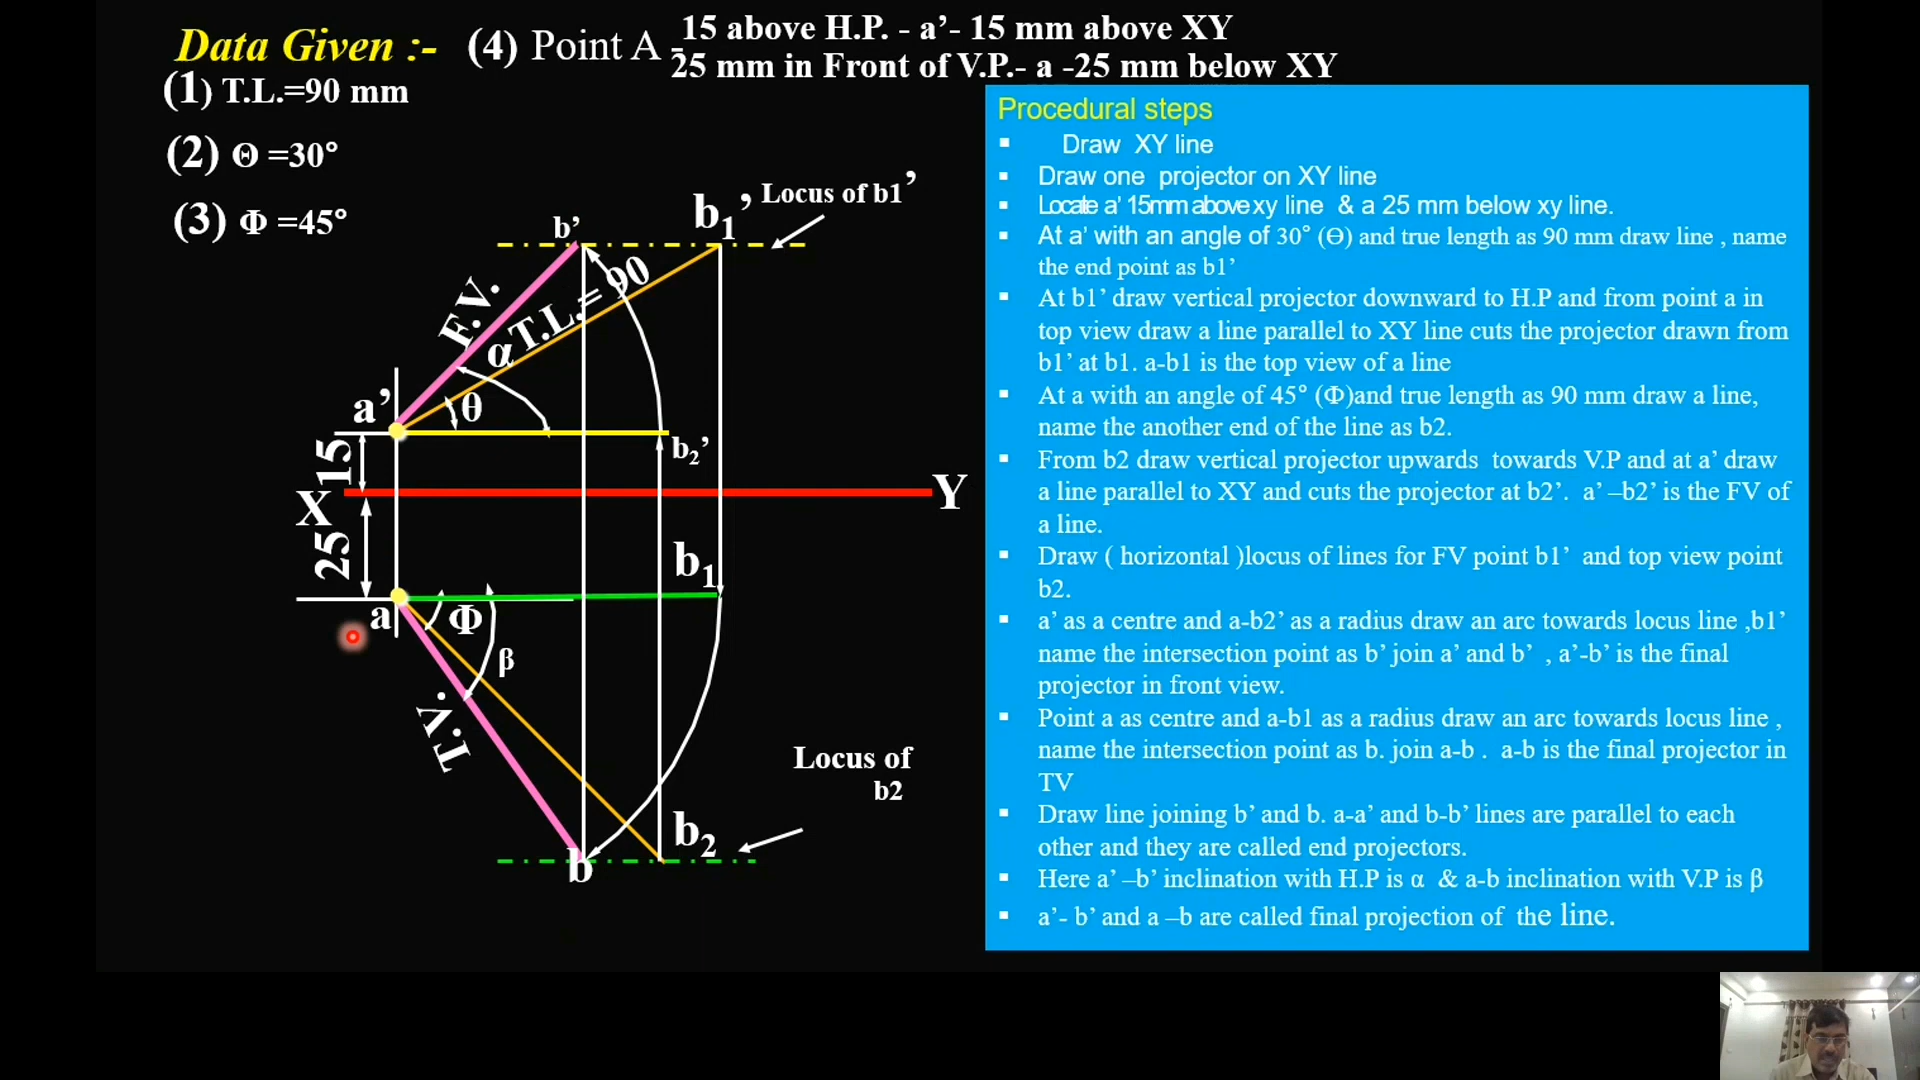 Data Given :- (4) Point A - 15 above H.P. - a’- 15 mm above XY
25 mm in Front of V.P.- a -25 mm below XY
(1) T.L.=90 mm
(2) Θ =30°
(3) Φ =45°
b’
b1’
Locus of b1’
F.V.
α
T.L. = 90
a’
θ
b2’
15
X
Y
25
b1
a
Φ
β
T.V.
Locus of
b2
b2
b
Procedural steps
▪ Draw XY line
▪ Draw one projector on XY line
▪ Locate a' 15mm above xy line & a 25 mm below xy line.
▪ At a’ with an angle of 30° (Θ) and true length as 90 mm draw line , name
the end point as b1’
▪ At b1’ draw vertical projector downward to H.P and from point a in
top view draw a line parallel to XY line cuts the projector drawn from
b1’ at b1. a-b1 is the top view of a line
▪ At a with an angle of 45° (Φ)and true length as 90 mm draw a line,
name the another end of the line as b2.
▪ From b2 draw vertical projector upwards towards V.P and at a’ draw
a line parallel to XY and cuts the projector at b2’. a’ –b2’ is the FV of
a line.
▪ Draw ( horizontal )locus of lines for FV point b1’ and top view point
b2.
▪ a’ as a centre and a-b2’ as a radius draw an arc towards locus line ,b1’
name the intersection point as b’ join a’ and b’ , a’-b’ is the final
projector in front view.
▪ Point a as centre and a-b1 as a radius draw an arc towards locus line ,
name the intersection point as b. join a-b . a-b is the final projector in
TV
▪ Draw line joining b’ and b. a-a’ and b-b’ lines are parallel to each
other and they are called end projectors.
▪ Here a’ –b’ inclination with H.P is α & a-b inclination with V.P is β
▪ a’- b’ and a –b are called final projection of the line.